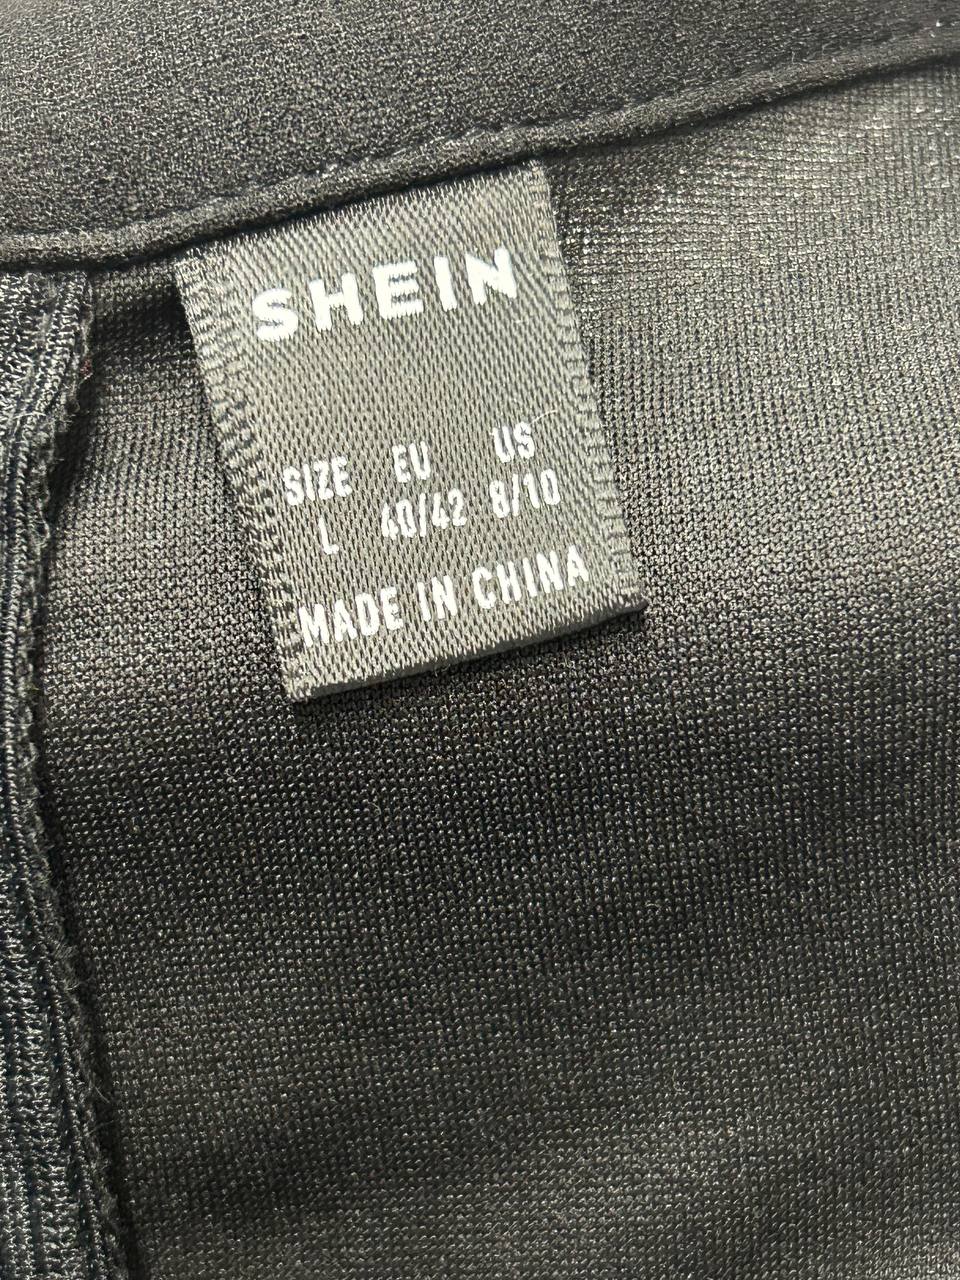 SHEIN
SIZE EU US
L 40/42 8/10
MADE IN CHINA